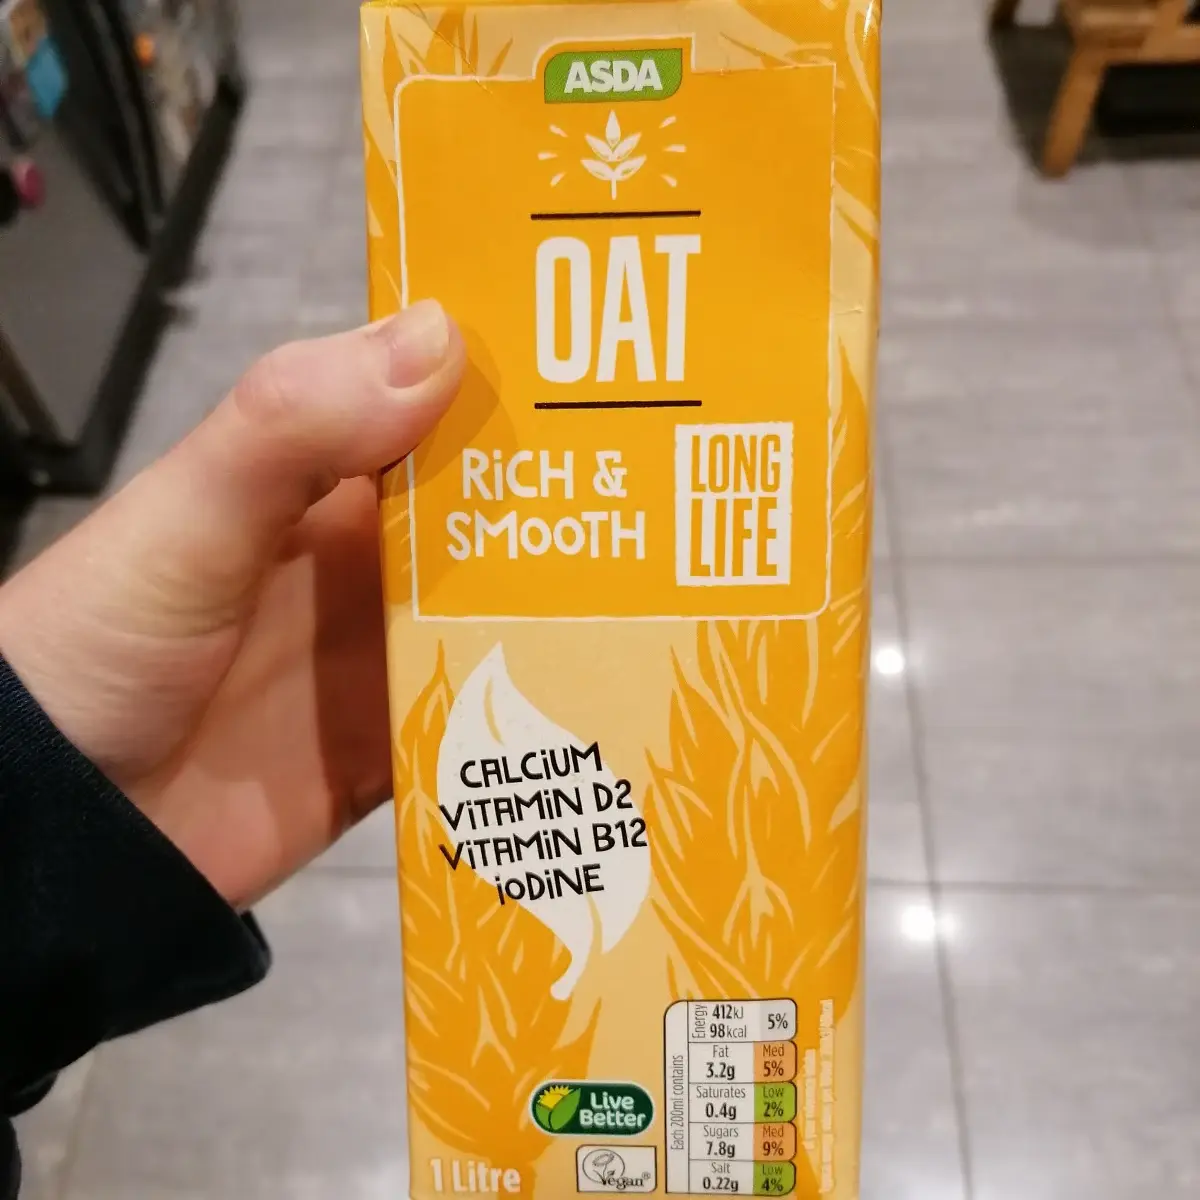 ASDA
OAT
RiCH &
SMOOTH
LONG
LIFE
CALCiUM
ViTAMiN D2
ViTAMiN B12
iODiNE
Live
Better
Vegan®
1 Litre
Each 200ml contains
Energy
412kJ
98kcal
5%
Fat
3.2g
Med
5%
Saturates
0.4g
Low
2%
Sugars
7.8g
Med
9%
Salt
0.22g
Low
4%